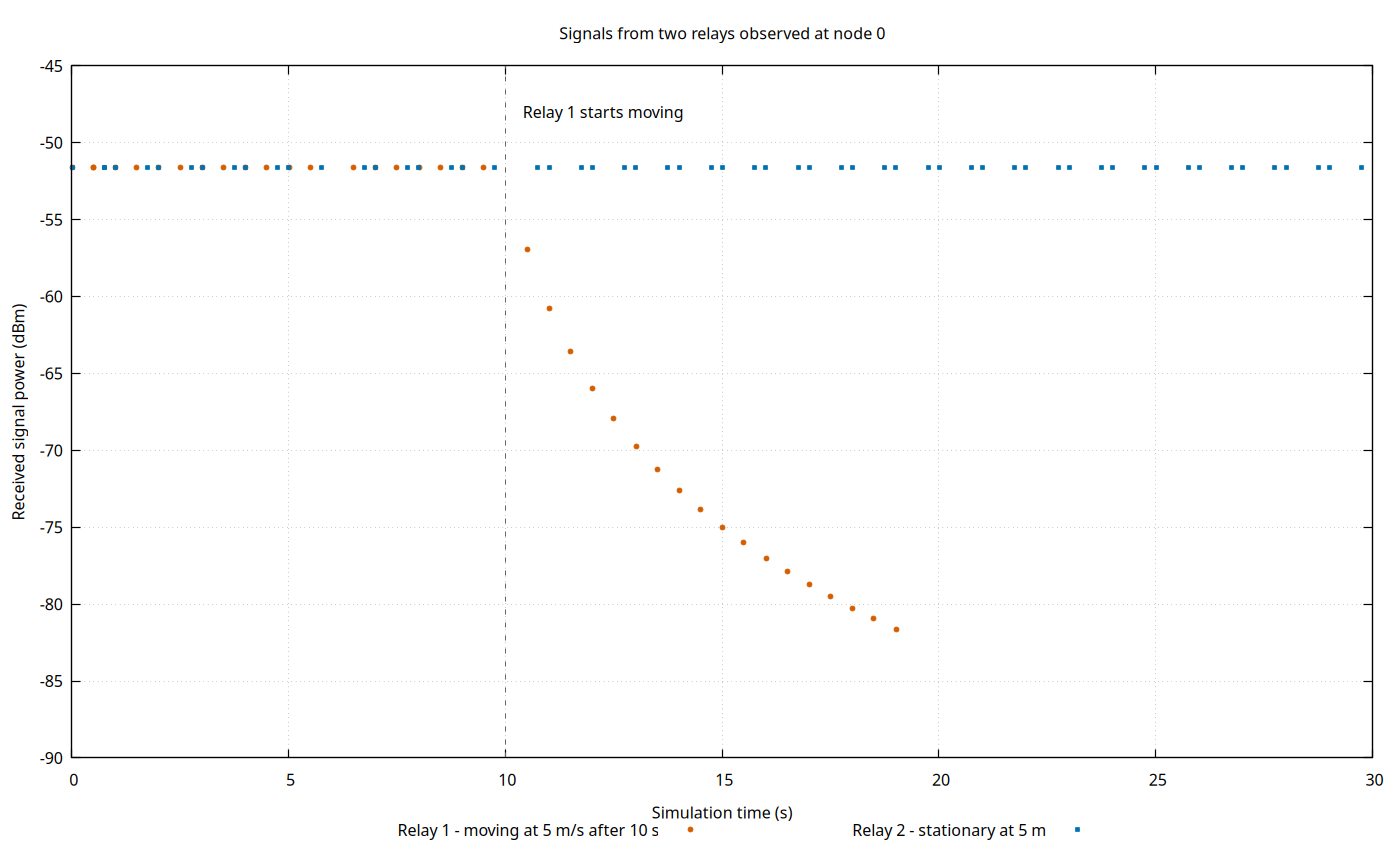 Signals from two relays observed at node 0
-45
Relay 1 starts moving
-50
-55
-60
-65
-70
-75
-80
-85
-90
Received signal power (dBm)
0 5 10 15 20 25 30
Simulation time (s)
Relay 1 - moving at 5 m/s after 10 s
Relay 2 - stationary at 5 m